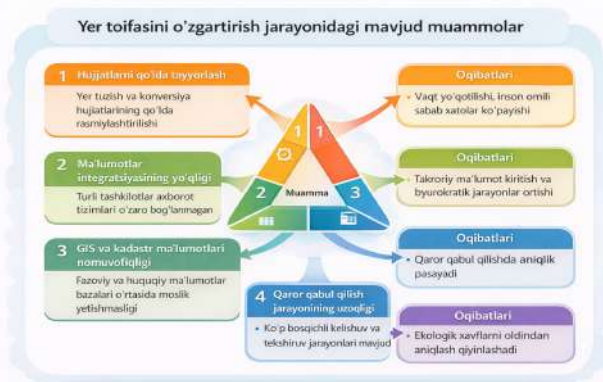 Yer toifasini o'zgartirish jarayonidagi mavjud muammolar
1 Hujjatlarni qo'lda tayyorlash
Yer tuzish va konversiya
hujjatlarining qo'lda
rasmiylashtirilishi
Oqibatlari
• Vaqt yo'qotilishi, inson omili
sabab xatolar ko'payishi
2 Ma'lumotlar
integratsiyasining yo'qligi
Turli tashkilotlar axborot
tizimlari o'zaro bog'lanmagan
Oqibatlari
• Takroriy ma'lumot kiritish va
byurokratik jarayonlar ortishi
1
1
2
Muamma
3
3 GIS va kadastr ma'lumotlari
nomuvofiqligi
Fazoviy va huquqiy ma'lumotlar
bazalari o'rtasida moslik
yetishmasligi
Oqibatlari
• Qaror qabul qilishda aniqlik
pasayadi
4 Qaror qabul qilish
jarayonining uzoqligi
• Ko'p bosqichli kelishuv va
tekshiruv jarayonlari mavjud
Oqibatlari
• Ekologik xavflarni oldindan
aniqlash qiyinlashadi